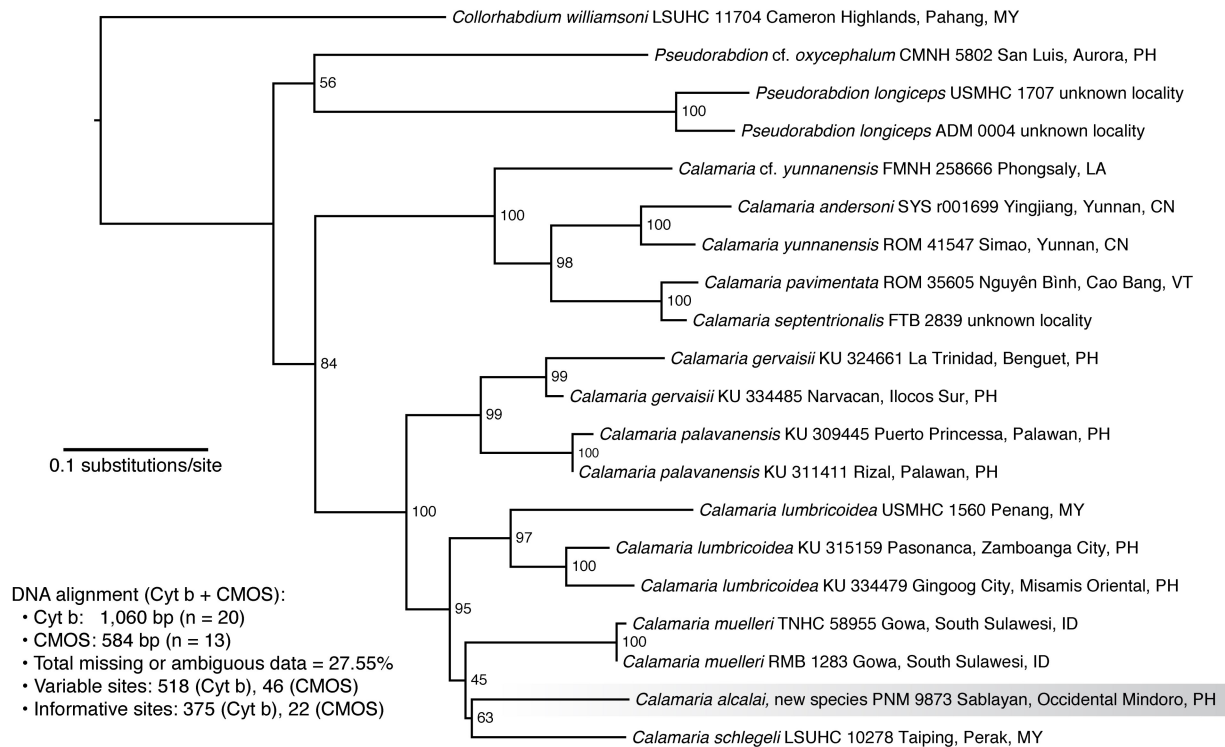 Collorhabdium williamsoni LSUHC 11704 Cameron Highlands, Pahang, MY
Pseudorabdion cf. oxycephalum CMNH 5802 San Luis, Aurora, PH
56
Pseudorabdion longiceps USMHC 1707 unknown locality
100
Pseudorabdion longiceps ADM 0004 unknown locality
Calamaria cf. yunnanensis FMNH 258666 Phongsaly, LA
100
Calamaria andersoni SYS r001699 Yingjiang, Yunnan, CN
100
Calamaria yunnanensis ROM 41547 Simao, Yunnan, CN
98
Calamaria pavimentata ROM 35605 Nguyên Bình, Cao Bang, VT
100
Calamaria septentrionalis FTB 2839 unknown locality
84
Calamaria gervaisii KU 324661 La Trinidad, Benguet, PH
99
Calamaria gervaisii KU 334485 Narvacan, Ilocos Sur, PH
99
Calamaria palavanensis KU 309445 Puerto Princessa, Palawan, PH
100
Calamaria palavanensis KU 311411 Rizal, Palawan, PH
0.1 substitutions/site
100
Calamaria lumbricoidea USMHC 1560 Penang, MY
97
Calamaria lumbricoidea KU 315159 Pasonanca, Zamboanga City, PH
100
Calamaria lumbricoidea KU 334479 Gingoog City, Misamis Oriental, PH
95
Calamaria muelleri TNHC 58955 Gowa, South Sulawesi, ID
100
Calamaria muelleri RMB 1283 Gowa, South Sulawesi, ID
45
Calamaria alcalai, new species PNM 9873 Sablayan, Occidental Mindoro, PH
63
Calamaria schlegeli LSUHC 10278 Taiping, Perak, MY
DNA alignment (Cyt b + CMOS):
• Cyt b: 1,060 bp (n = 20)
• CMOS: 584 bp (n = 13)
• Total missing or ambiguous data = 27.55%
• Variable sites: 518 (Cyt b), 46 (CMOS)
• Informative sites: 375 (Cyt b), 22 (CMOS)